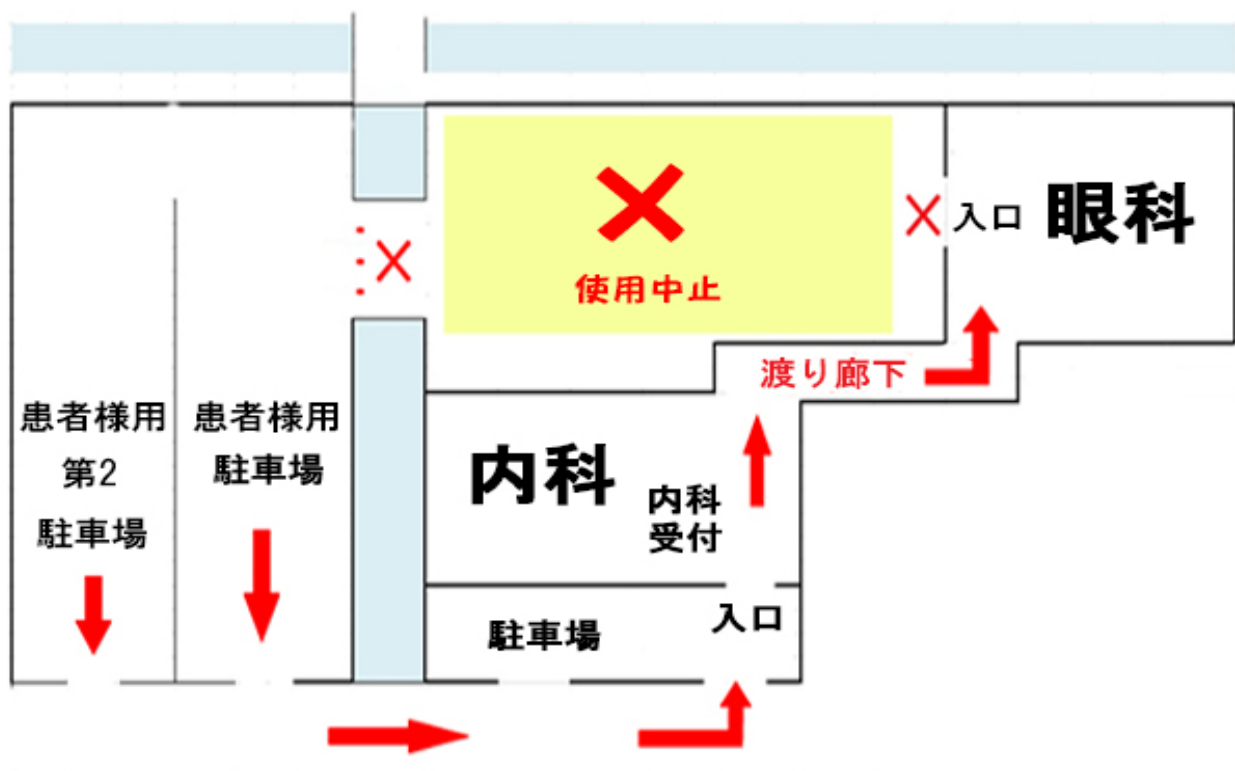 使用中止
入口
眼科
渡り廊下
患者様用
第2
駐車場
患者様用
駐車場
内科
内科
受付
駐車場
入口